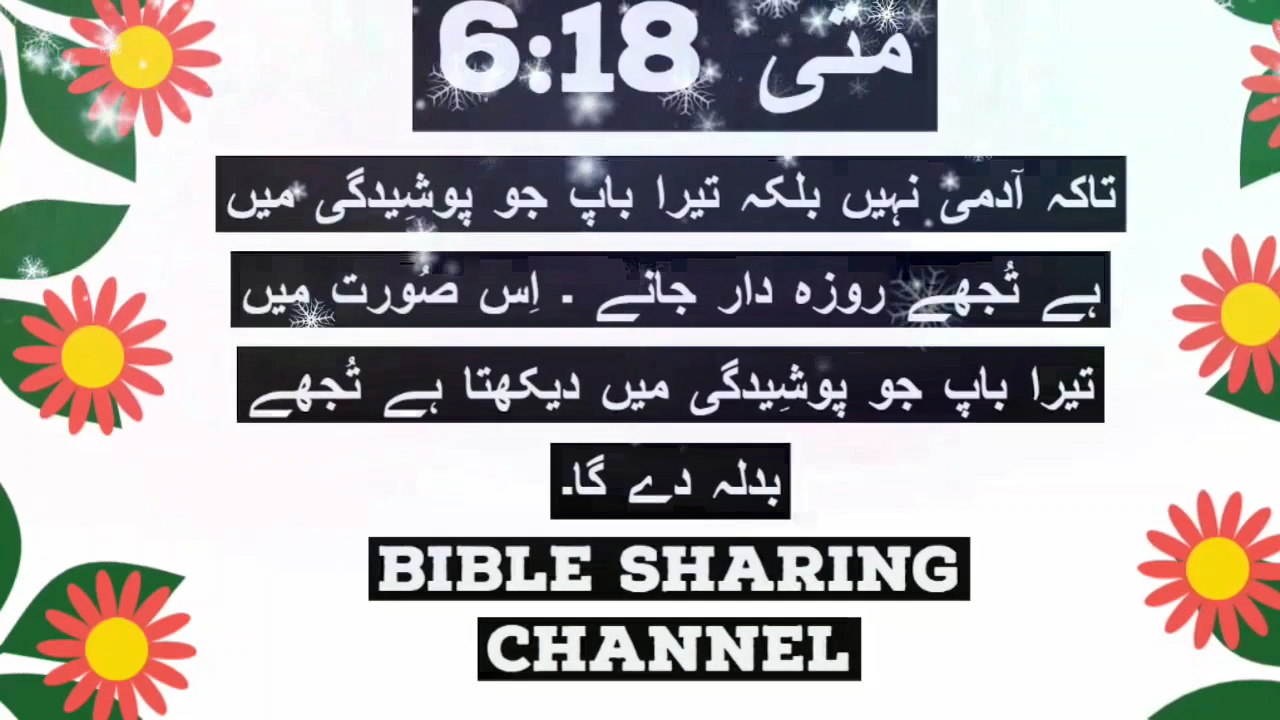 متی 6:18
تاکہ آدمی نہیں بلکہ تیرا باپ جو پوشِیدگی میں
ہے تُجھے روزہ دار جانے ۔ اِس صُورت میں
تیرا باپ جو پوشِیدگی میں دیکھتا ہے تُجھے
بدلہ دے گا۔
BIBLE SHARING
CHANNEL